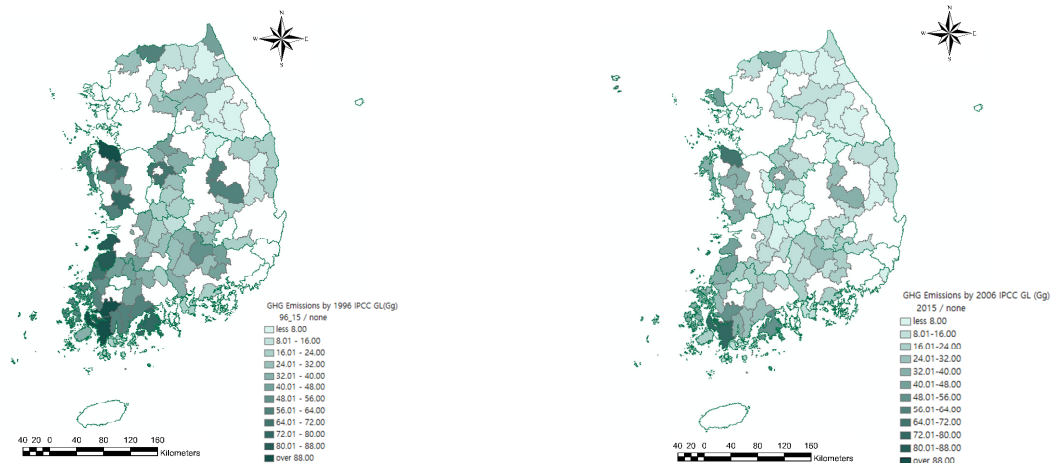 N
W E
S
GHG Emissions by 1996 IPCC GL(Gg)
96_15 / none
less 8.00
8.01 - 16.00
16.01 - 24.00
24.01 - 32.00
32.01 - 40.00
40.01 - 48.00
48.01 - 56.00
56.01 - 64.00
64.01 - 72.00
72.01 - 80.00
80.01 - 88.00
over 88.00
40 20 0 40 80 120 160
Kilometers
N
W E
S
GHG Emissions by 2006 IPCC GL (Gg)
2015 / none
less 8.00
8.01-16.00
16.01-24.00
24.01-32.00
32.01-40.00
40.01-48.00
48.01-56.00
56.01-64.00
64.01-72.00
72.01-80.00
80.01-88.00
over 88.00
40 20 0 40 80 120 160
Kilometers